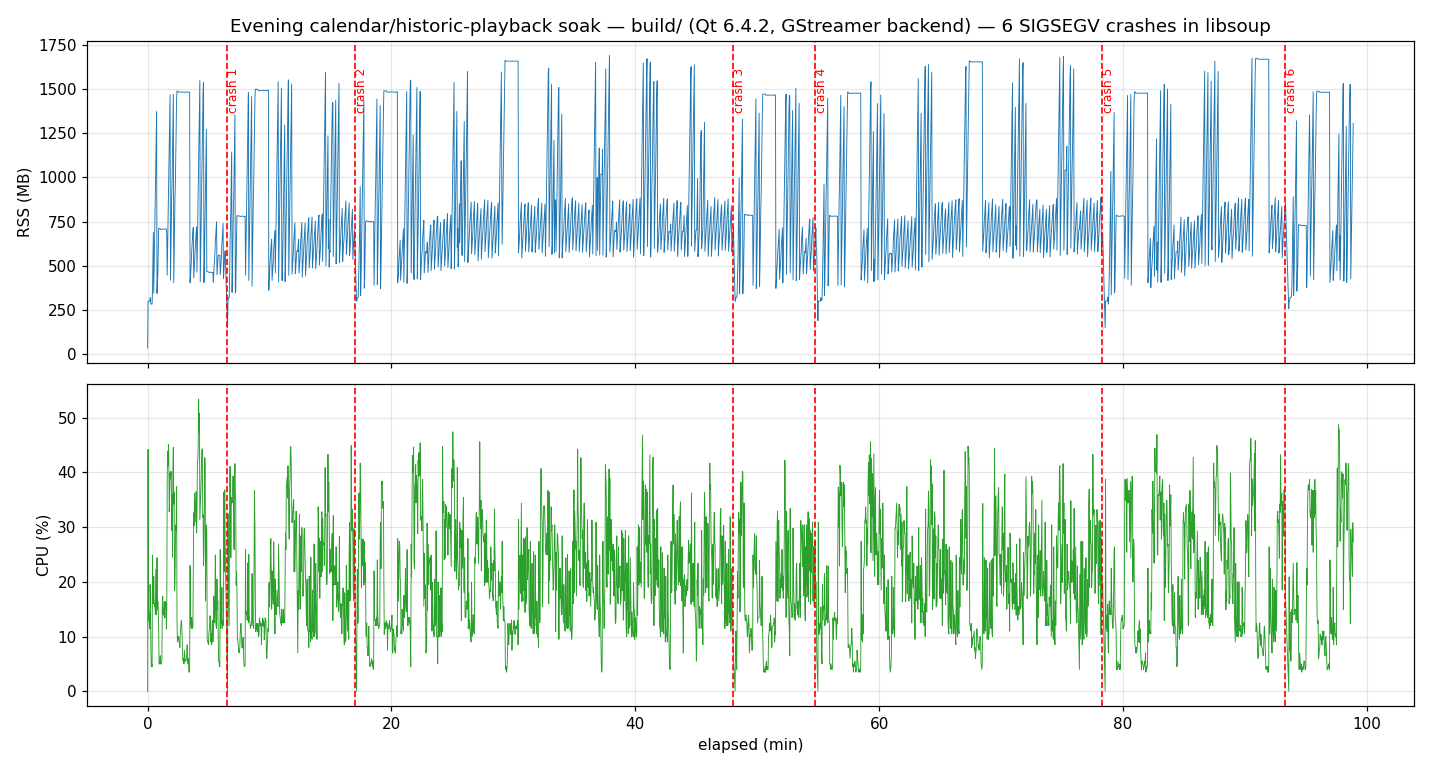 Evening calendar/historic-playback soak — build/ (Qt 6.4.2, GStreamer backend) — 6 SIGSEGV crashes in libsoup
1750
1500
1250
1000
750
500
250
0
RSS (MB)
crash 1
crash 2
crash 3
crash 4
crash 5
crash 6
50
40
30
20
10
0
CPU (%)
0
20
40
60
80
100
elapsed (min)